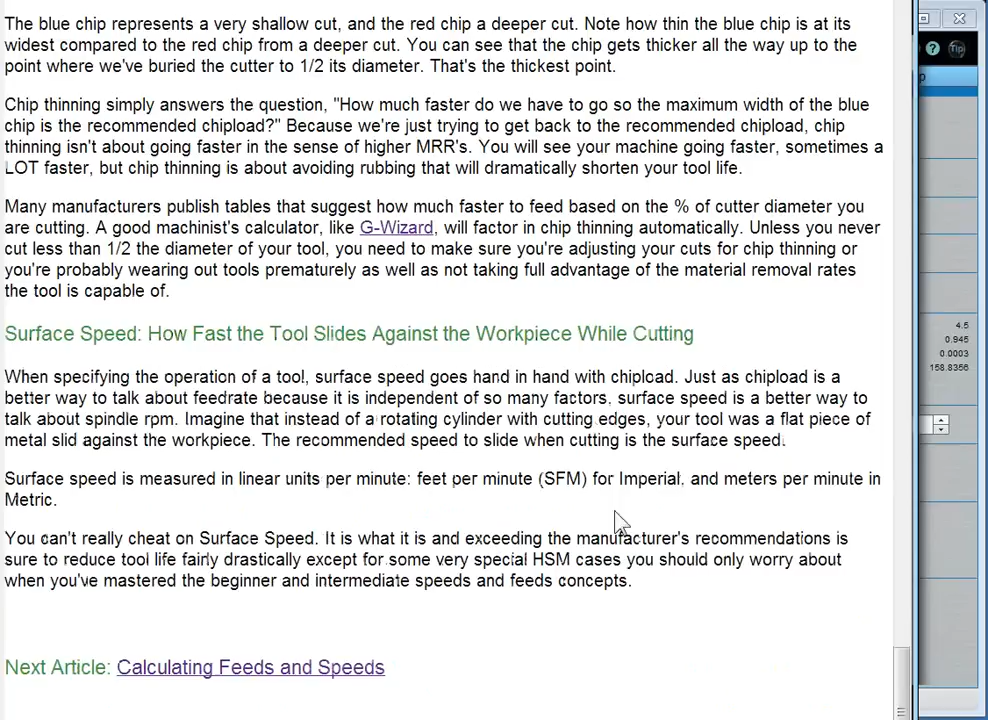 The blue chip represents a very shallow cut, and the red chip a deeper cut. Note how thin the blue chip is at its
widest compared to the red chip from a deeper cut. You can see that the chip gets thicker all the way up to the
point where we've buried the cutter to 1/2 its diameter. That's the thickest point.
Chip thinning simply answers the question, "How much faster do we have to go so the maximum width of the blue
chip is the recommended chipload?" Because we're just trying to get back to the recommended chipload, chip
thinning isn't about going faster in the sense of higher MRR's. You will see your machine going faster, sometimes a
LOT faster, but chip thinning is about avoiding rubbing that will dramatically shorten your tool life.
Many manufacturers publish tables that suggest how much faster to feed based on the % of cutter diameter you
are cutting. A good machinist's calculator, like G-Wizard, will factor in chip thinning automatically. Unless you never
cut less than 1/2 the diameter of your tool, you need to make sure you're adjusting your cuts for chip thinning or
you're probably wearing out tools prematurely as well as not taking full advantage of the material removal rates
the tool is capable of.
Surface Speed: How Fast the Tool Slides Against the Workpiece While Cutting
When specifying the operation of a tool, surface speed goes hand in hand with chipload. Just as chipload is a
better way to talk about feedrate because it is independent of so many factors, surface speed is a better way to
talk about spindle rpm. Imagine that instead of a rotating cylinder with cutting edges, your tool was a flat piece of
metal slid against the workpiece. The recommended speed to slide when cutting is the surface speed.
Surface speed is measured in linear units per minute: feet per minute (SFM) for Imperial, and meters per minute in
Metric.
You can't really cheat on Surface Speed. It is what it is and exceeding the manufacturer's recommendations is
sure to reduce tool life fairly drastically except for some very special HSM cases you should only worry about
when you've mastered the beginner and intermediate speeds and feeds concepts.
Next Article: Calculating Feeds and Speeds
? Tip
p
4.5
0.945
0.0003
158.8356